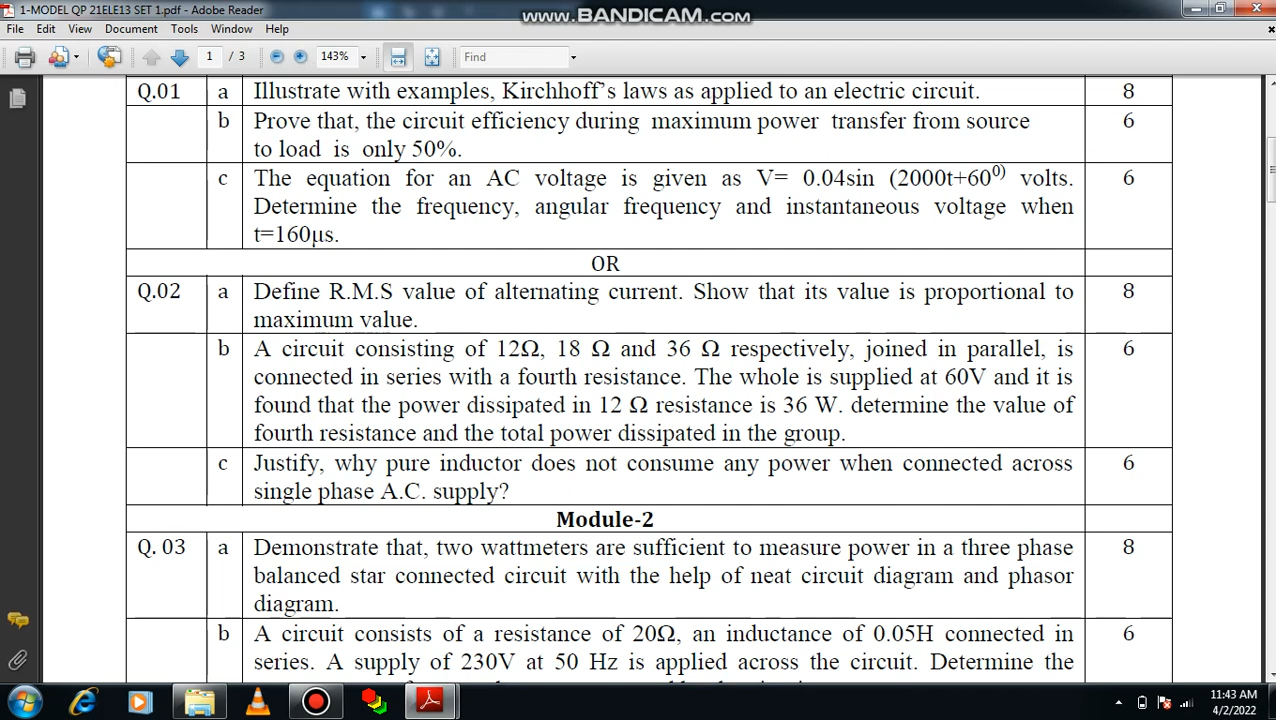 1-MODEL QP 21ELE13 SET 1.pdf - Adobe Reader
www.BANDICAM.com
File Edit View Document Tools Window Help
1 / 3 143% Find
Q.01 a Illustrate with examples, Kirchhoff's laws as applied to an electric circuit. 8
b Prove that, the circuit efficiency during maximum power transfer from source 6
to load is only 50%.
c The equation for an AC voltage is given as V= 0.04sin (2000t+60⁰⁾ volts. 6
Determine the frequency, angular frequency and instantaneous voltage when
t=160μs.
OR
Q.02 a Define R.M.S value of alternating current. Show that its value is proportional to 8
maximum value.
b A circuit consisting of 12Ω, 18 Ω and 36 Ω respectively, joined in parallel, is 6
connected in series with a fourth resistance. The whole is supplied at 60V and it is
found that the power dissipated in 12 Ω resistance is 36 W. determine the value of
fourth resistance and the total power dissipated in the group.
c Justify, why pure inductor does not consume any power when connected across 6
single phase A.C. supply?
Module-2
Q. 03 a Demonstrate that, two wattmeters are sufficient to measure power in a three phase 8
balanced star connected circuit with the help of neat circuit diagram and phasor
diagram.
b A circuit consists of a resistance of 20Ω, an inductance of 0.05H connected in 6
series. A supply of 230V at 50 Hz is applied across the circuit. Determine the
11:43 AM
4/2/2022